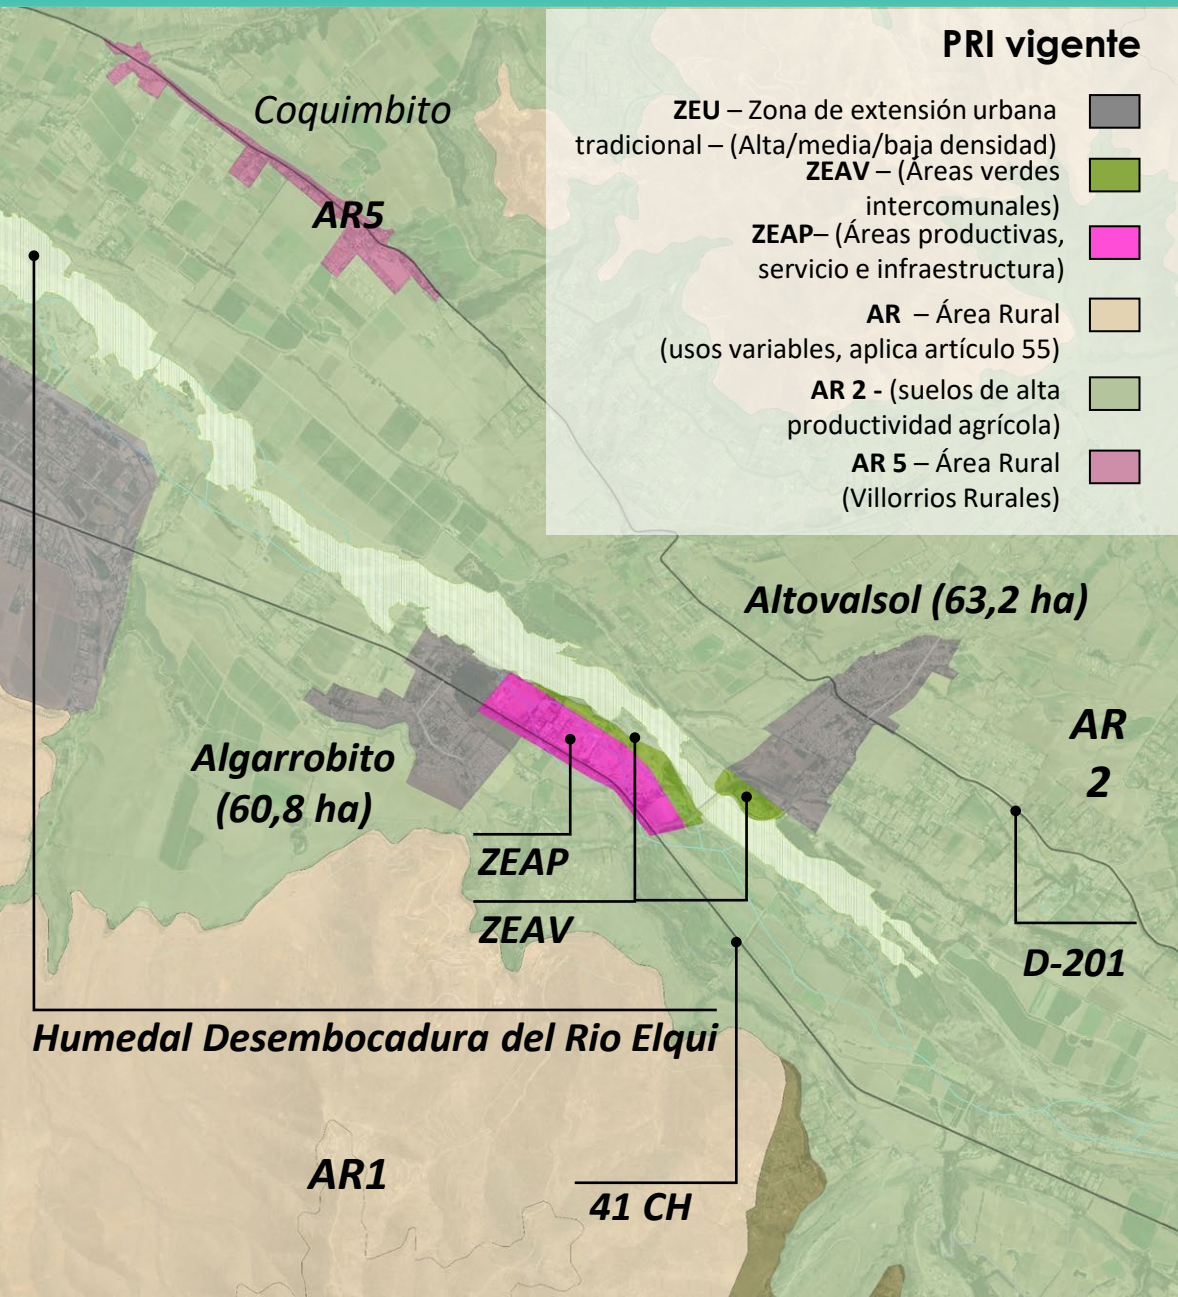 PRI vigente
ZEU – Zona de extensión urbana
tradicional – (Alta/media/baja densidad)
ZEAV – (Áreas verdes
intercomunales)
ZEAP– (Áreas productivas,
servicio e infraestructura)
AR – Área Rural
(usos variables, aplica artículo 55)
AR 2 - (suelos de alta
productividad agrícola)
AR 5 – Área Rural
(Villorrios Rurales)
Coquimbito
AR5
Altovalsol (63,2 ha)
AR
2
Algarrobito
(60,8 ha)
ZEAP
ZEAV
D-201
Humedal Desembocadura del Rio Elqui
AR1
41 CH